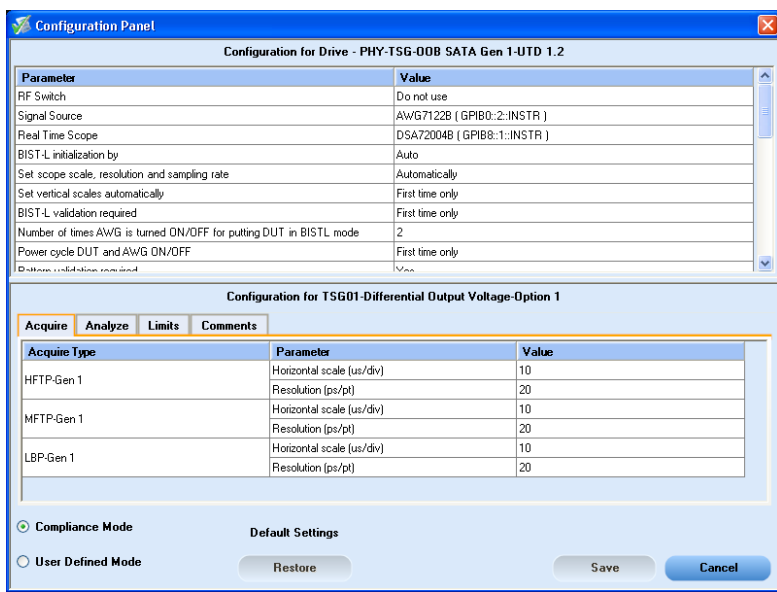 Configuration Panel
Configuration for Drive - PHY-TSG-OOB SATA Gen 1-UTD 1.2
Parameter Value
RF Switch Do not use
Signal Source AWG7122B ( GPIB0::2::INSTR )
Real Time Scope DSA72004B ( GPIB8::1::INSTR )
BIST-L initialization by Auto
Set scope scale, resolution and sampling rate Automatically
Set vertical scales automatically First time only
BIST-L validation required First time only
Number of times AWG is turned ON/OFF for putting DUT in BISTL mode 2
Power cycle DUT and AWG ON/OFF First time only
Pattern validation required Yes
Configuration for TSG01-Differential Output Voltage-Option 1
Acquire Analyze Limits Comments
Acquire Type Parameter Value
HFTP-Gen 1 Horizontal scale (us/div) 10
Resolution (ps/pt) 20
MFTP-Gen 1 Horizontal scale (us/div) 10
Resolution (ps/pt) 20
LBP-Gen 1 Horizontal scale (us/div) 10
Resolution (ps/pt) 20
Compliance Mode Default Settings
User Defined Mode Restore Save Cancel